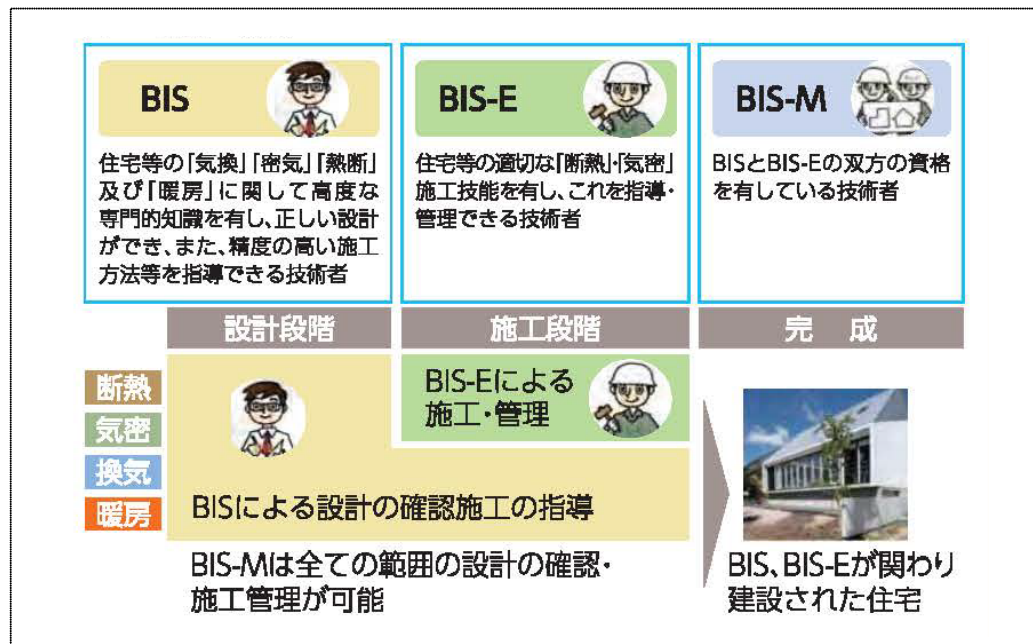 BIS
住宅等の「気換」「密気」「熱断」
及び「暖房」に関して高度な
専門的知識を有し、正しい設計
ができ、また、精度の高い施工
方法等を指導できる技術者
BIS-E
住宅等の適切な「断熱」・「気密」
施工技能を有し、これを指導・
管理できる技術者
BIS-M
BISとBIS-Eの双方の資格
を有している技術者
設計段階
施工段階
完　成
断熱
気密
換気
暖房
BIS-Eによる
施工・管理
BISによる設計の確認施工の指導
BIS-Mは全ての範囲の設計の確認・
施工管理が可能
BIS、BIS-Eが関わり
建設された住宅